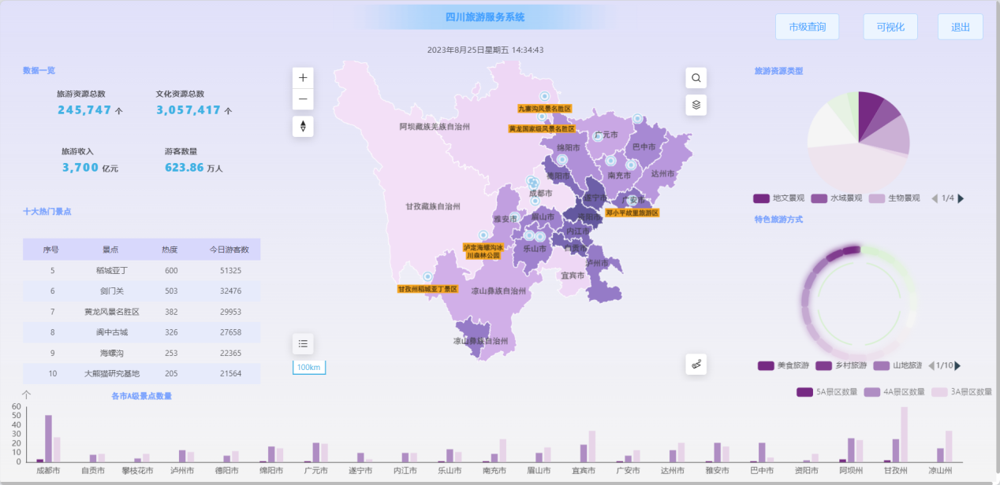 四川旅游服务系统
市级查询
可视化
退出
2023年8月25日星期五 14:34:43
数据一览
旅游资源总数
245,747 个
文化资源总数
3,057,417 个
旅游收入
3,700 亿元
游客数量
623.86 万人
十大热门景点
序号 景点 热度 今日游客数
5 稻城亚丁 600 51325
6 剑门关 503 32476
7 黄龙风景名胜区 382 29953
8 阆中古城 326 27658
9 海螺沟 253 22365
10 大熊猫研究基地 205 21564
九寨沟风景名胜区
阿坝藏族羌族自治州
黄龙国家级风景名胜区
广元市
绵阳市
巴中市
德阳市
南充市
达州市
成都市
遂宁市
广安市
甘孜藏族自治州
邓小平故里旅游区
雅安市
眉山市
资阳市
内江市
泸定海螺沟冰
川森林公园
乐山市
自贡市
泸州市
宜宾市
甘孜州稻城亚丁景区
凉山彝族自治州
凉山彝族自治州
100km
旅游资源类型
地文景观
水域景观
生物景观
1/4
特色旅游方式
美食旅游
乡村旅游
山地旅游
1/10
各市A级景点数量
5A景区数量
4A景区数量
3A景区数量
个
60
50
40
30
20
10
0
成都市 自贡市 攀枝花市 泸州市 德阳市 绵阳市 广元市 遂宁市 内江市 乐山市 南充市 眉山市 宜宾市 广安市 达州市 雅安市 巴中市 资阳市 阿坝州 甘孜州 凉山州